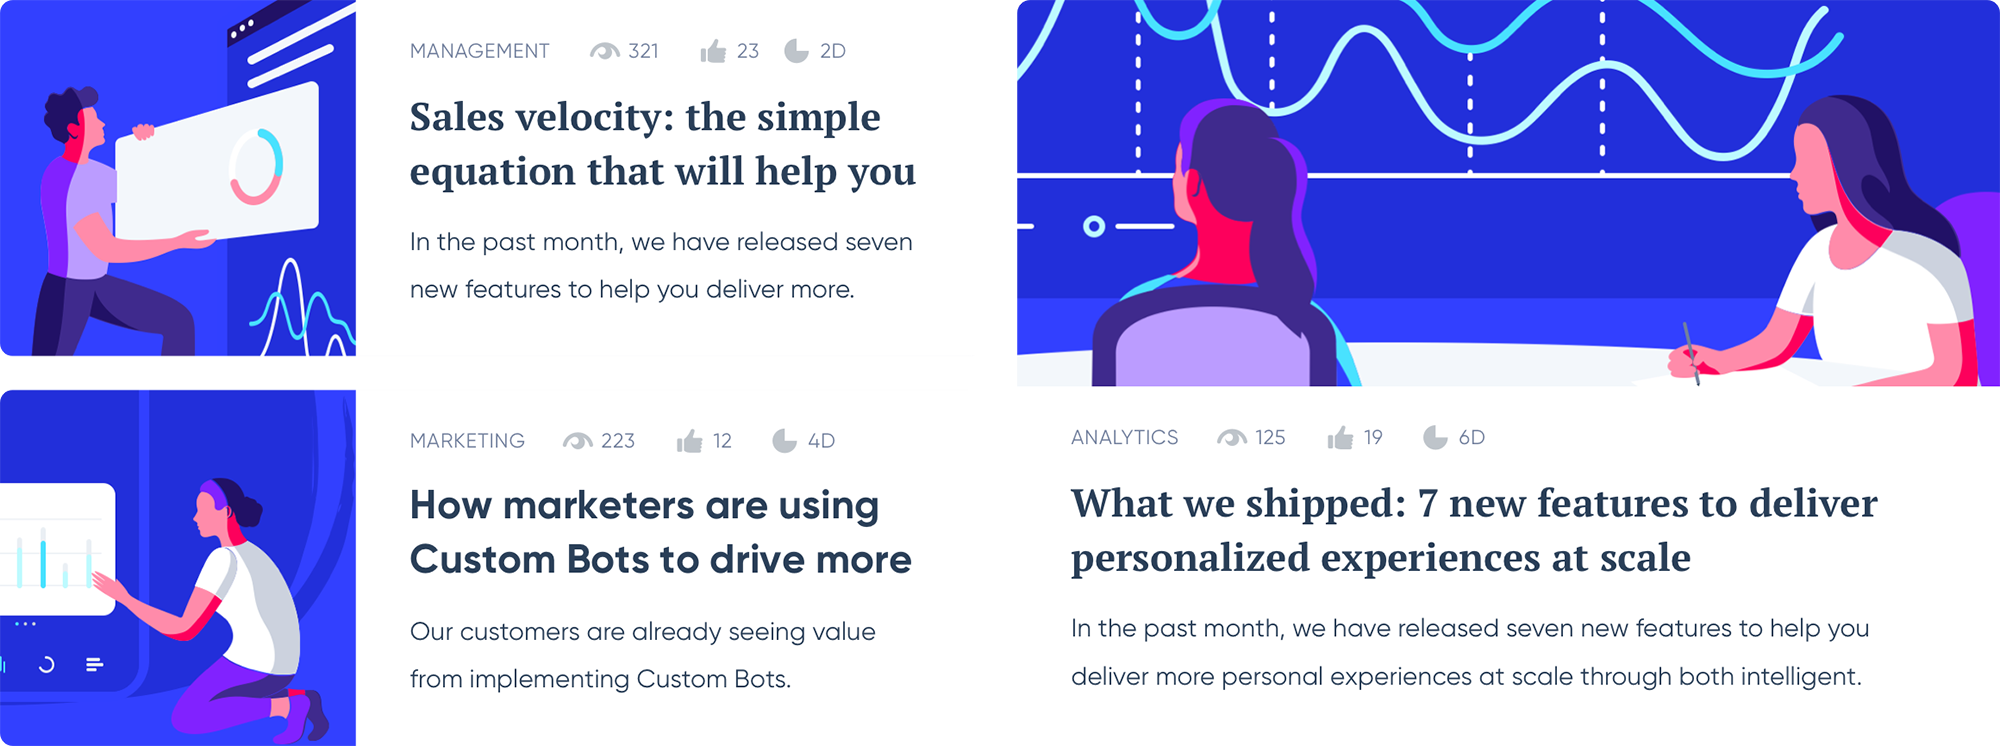 MANAGEMENT 321 23 2D
Sales velocity: the simple
equation that will help you
In the past month, we have released seven
new features to help you deliver more.
MARKETING 223 12 4D
How marketers are using
Custom Bots to drive more
Our customers are already seeing value
from implementing Custom Bots.
ANALYTICS 125 19 6D
What we shipped: 7 new features to deliver
personalized experiences at scale
In the past month, we have released seven new features to help you
deliver more personal experiences at scale through both intelligent.